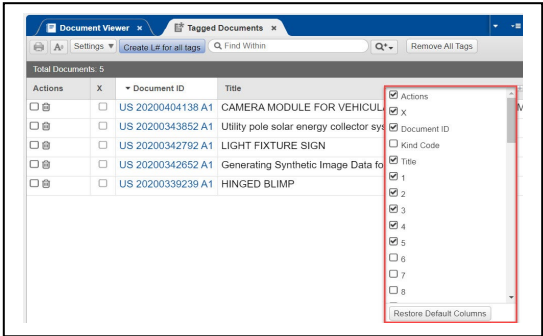 Document Viewer × Tagged Documents ×
Settings ▼ Create L# for all tags Find Within Remove All Tags
Total Documents: 5
Actions X ▼ Document ID Title
US 20200404138 A1 CAMERA MODULE FOR VEHICUL
US 20200343852 A1 Utility pole solar energy collector sys
US 20200342792 A1 LIGHT FIXTURE SIGN
US 20200342652 A1 Generating Synthetic Image Data fo
US 20200339239 A1 HINGED BLIMP
Actions
X
Document ID
Kind Code
Title
1
2
3
4
5
6
7
8
Restore Default Columns